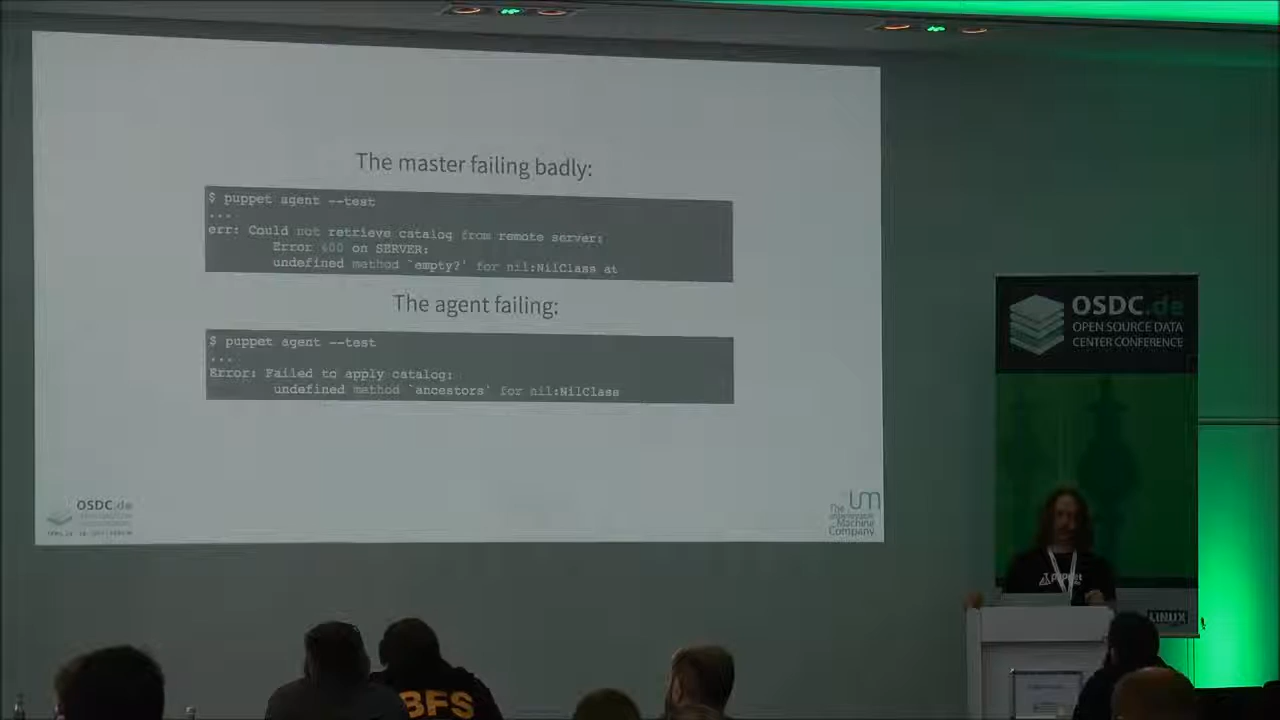 The master failing badly:
$ puppet agent --test
...
err: Could not retrieve catalog from remote server:
Error 400 on SERVER:
undefined method `empty?' for nil:NilClass at
The agent failing:
$ puppet agent --test
...
Error: Failed to apply catalog:
undefined method `ancestors' for nil:NilClass
OSDC.de
The
unbelievable
Machine
Company
um
OSDC.de
OPEN SOURCE DATA
CENTER CONFERENCE
puppet
LINUX
BFS